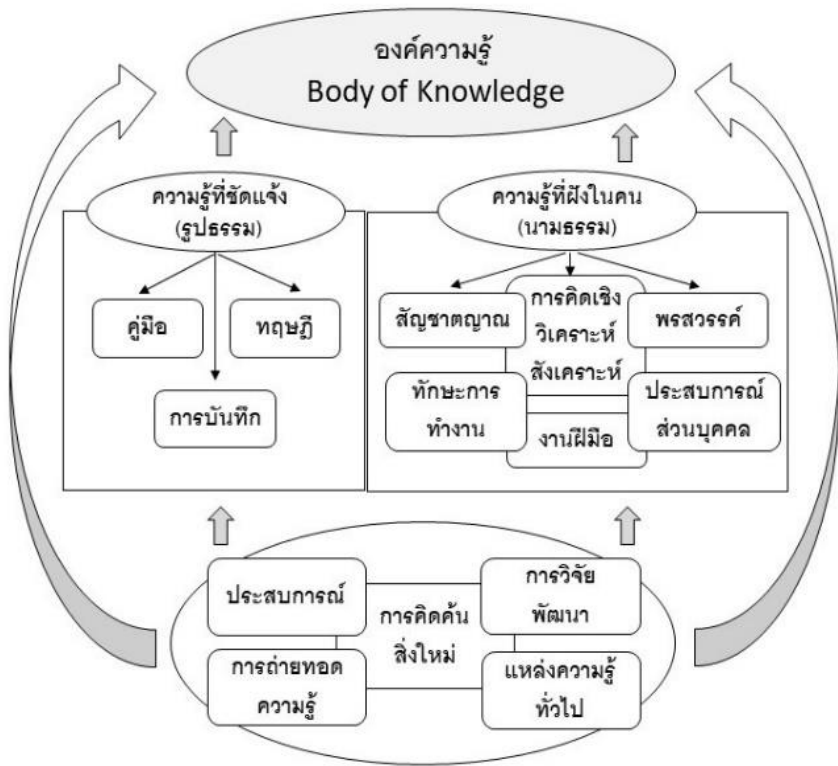 องค์ความรู้
Body of Knowledge
ความรู้ที่ชัดแจ้ง
(รูปธรรม)
ความรู้ที่ฝังในคน
(นามธรรม)
คู่มือ
ทฤษฎี
การบันทึก
สัญชาตญาณ
การคิดเชิง
วิเคราะห์
สังเคราะห์
พรสวรรค์
ทักษะการ
ทำงาน
งานฝีมือ
ประสบการณ์
ส่วนบุคคล
ประสบการณ์
การคิดค้น
สิ่งใหม่
การวิจัย
พัฒนา
การถ่ายทอด
ความรู้
แหล่งความรู้
ทั่วไป